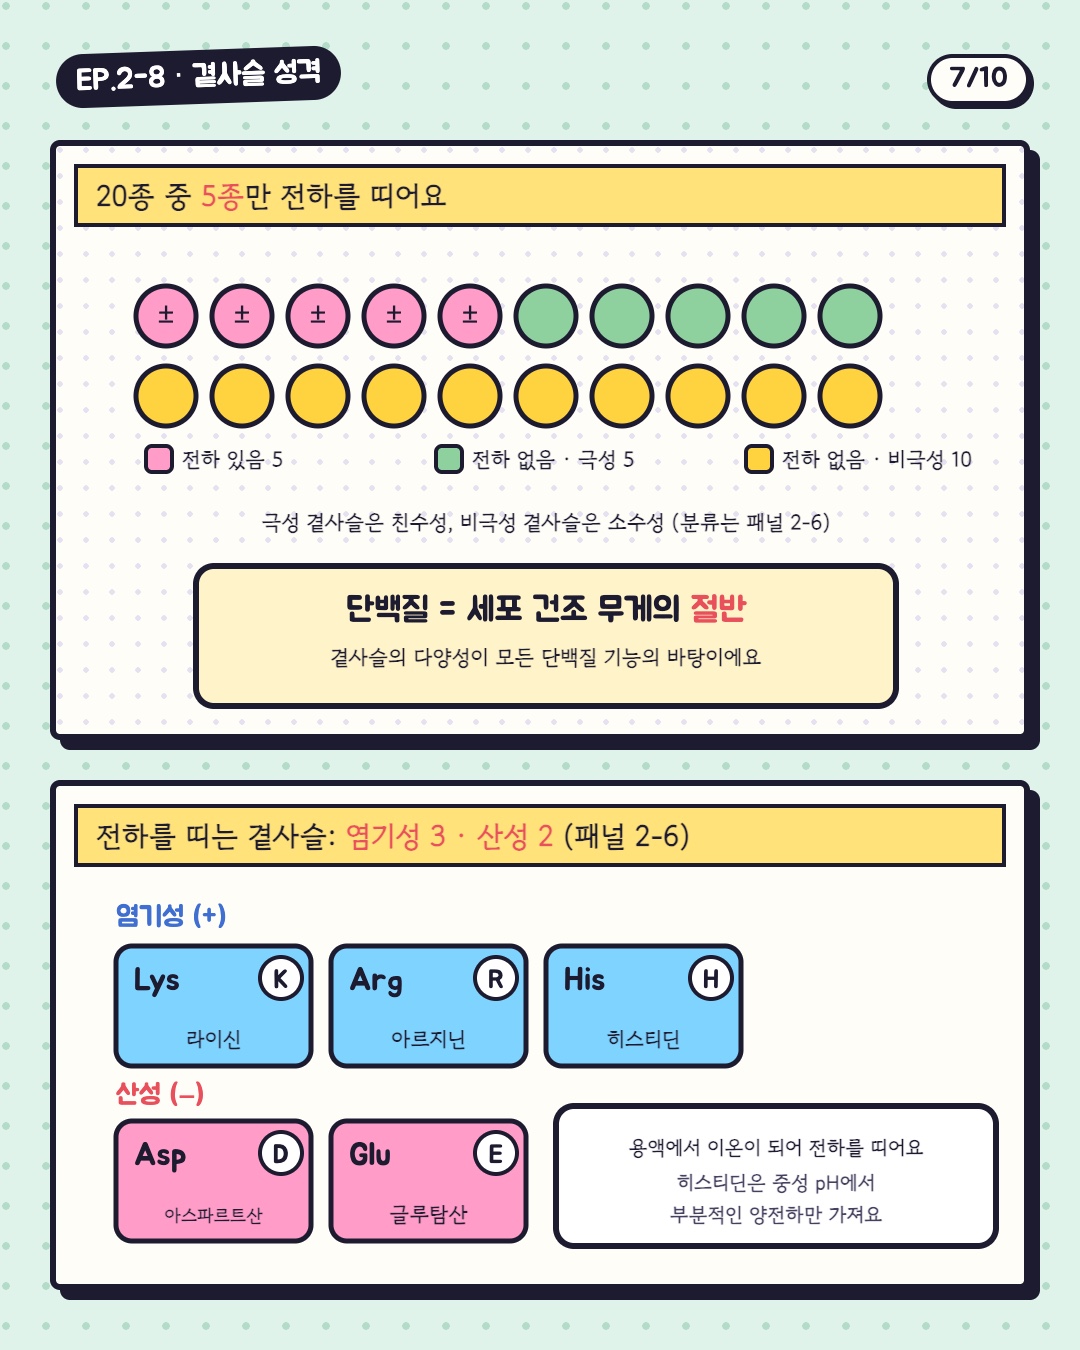 EP.2-8 · 곁사슬 성격
7/10
20종 중 5종만 전하를 띠어요
± ± ± ± ±
전하 있음 5
전하 없음 · 극성 5
전하 없음 · 비극성 10
극성 곁사슬은 친수성, 비극성 곁사슬은 소수성 (분류는 패널 2-6)
단백질 = 세포 건조 무게의 절반
곁사슬의 다양성이 모든 단백질 기능의 바탕이에요
전하를 띠는 곁사슬: 염기성 3 · 산성 2 (패널 2-6)
염기성 (+)
Lys K
라이신
Arg R
아르지닌
His H
히스티딘
산성 (–)
Asp D
아스파르트산
Glu E
글루탐산
용액에서 이온이 되어 전하를 띠어요
히스티딘은 중성 pH에서
부분적인 양전하만 가져요